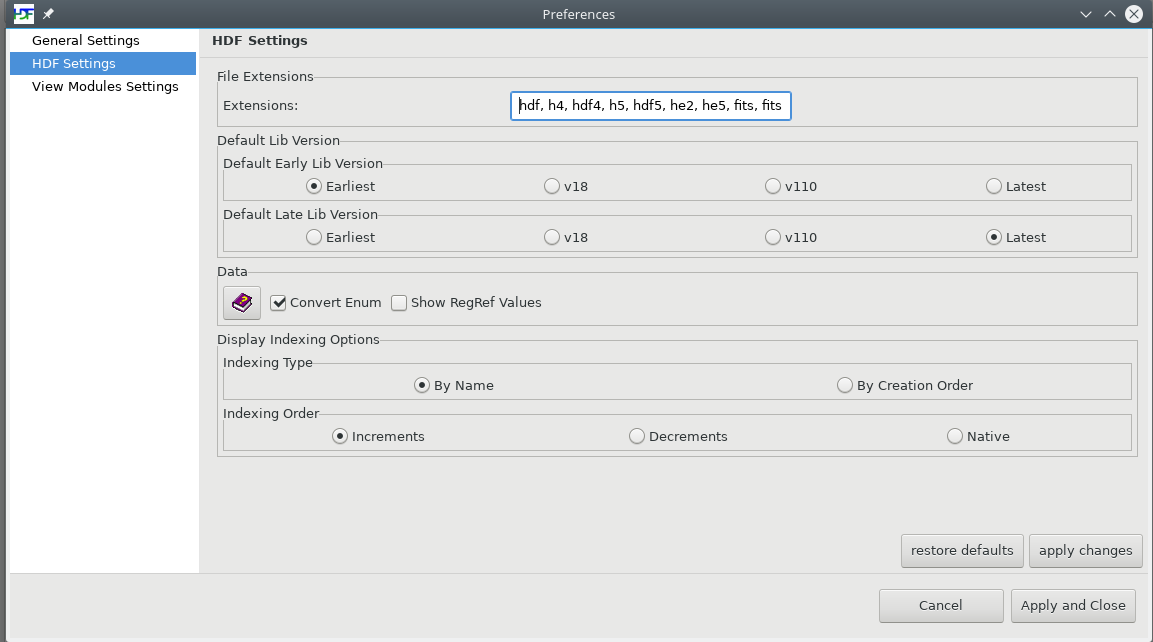 HDF
Preferences
General Settings
HDF Settings
View Modules Settings
HDF Settings
File Extensions
Extensions: hdf, h4, hdf4, h5, hdf5, he2, he5, fits, fits
Default Lib Version
Default Early Lib Version
Earliest v18 v110 Latest
Default Late Lib Version
Earliest v18 v110 Latest
Data
Convert Enum Show RegRef Values
Display Indexing Options
Indexing Type
By Name By Creation Order
Indexing Order
Increments Decrements Native
restore defaults apply changes
Cancel Apply and Close